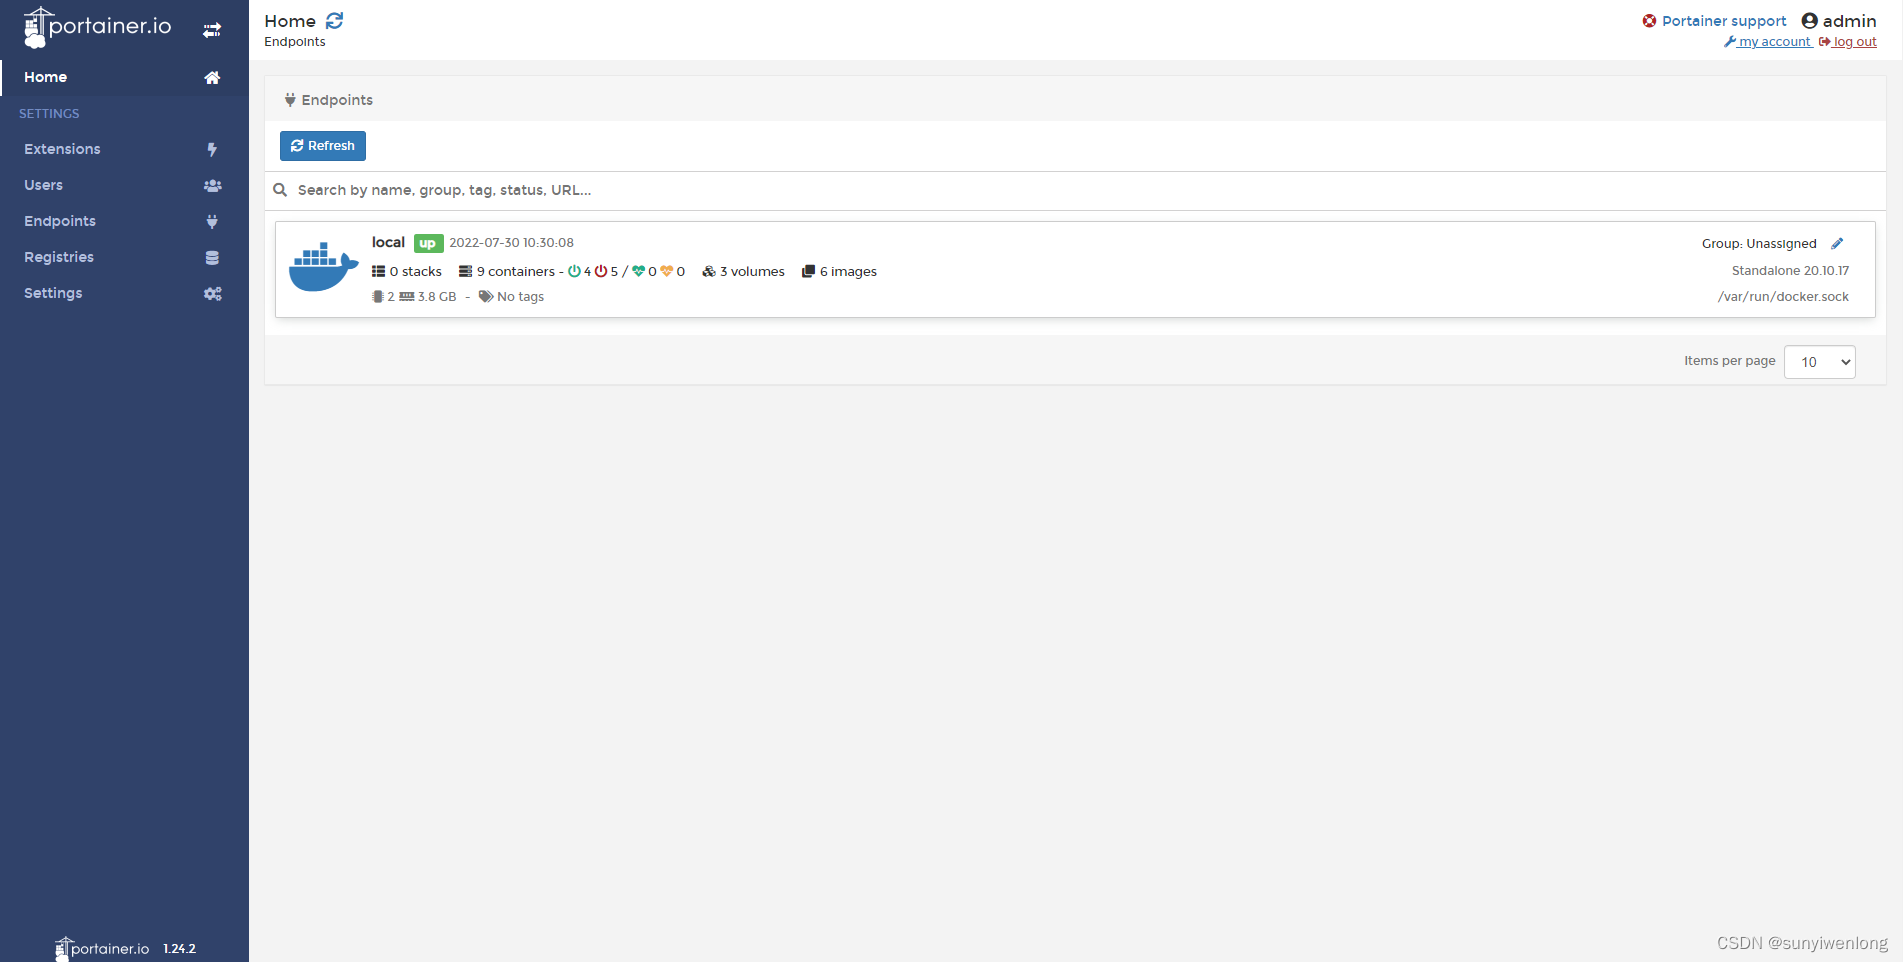 portainer.io
Home
SETTINGS
Extensions
Users
Endpoints
Registries
Settings
portainer.io 1.24.2
Home
Endpoints
Portainer support admin
my account log out
Endpoints
Refresh
Search by name, group, tag, status, URL...
local up 2022-07-30 10:30:08
Group: Unassigned
0 stacks 9 containers - 4 5 / 0 0 3 volumes 6 images
Standalone 20.10.17
2 3.8 GB - No tags
/var/run/docker.sock
Items per page 10
CSDN @sunyiwenlong